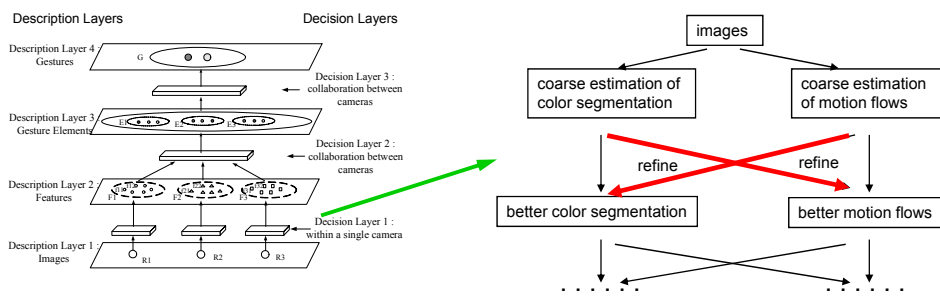 Description Layers
Decision Layers
Description Layer 4 :
Gestures
G
Decision Layer 3 :
collaboration between
cameras
Description Layer 3 :
Gesture Elements
E1
E2
E3
Decision Layer 2 :
collaboration between
cameras
Description Layer 2 :
Features
F1
F2
F3
Decision Layer 1 :
within a single camera
Description Layer 1 :
Images
R1
R2
R3
images
coarse estimation of
color segmentation
coarse estimation
of motion flows
refine
refine
better color segmentation
better motion flows
. . . . . .
. . . . . .